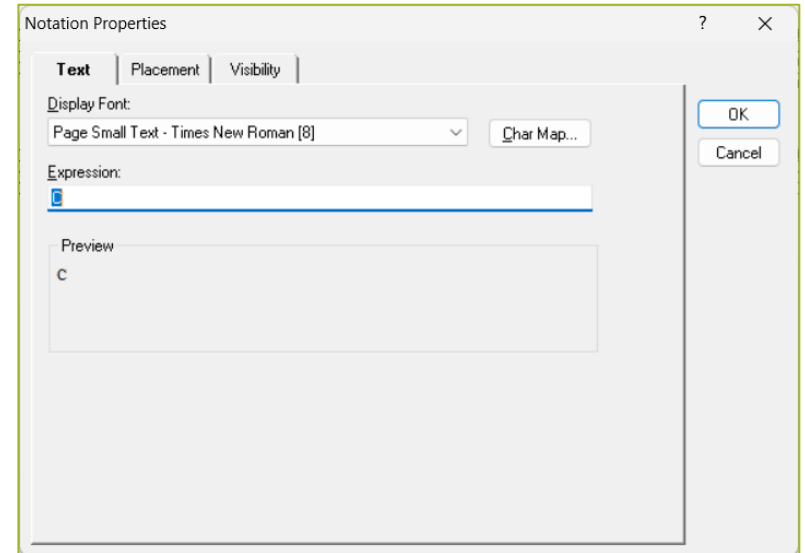 Notation Properties ? ×
Text Placement Visibility
Display Font:
Page Small Text - Times New Roman [8] Char Map...
OK
Cancel
Expression:
C
Preview
C